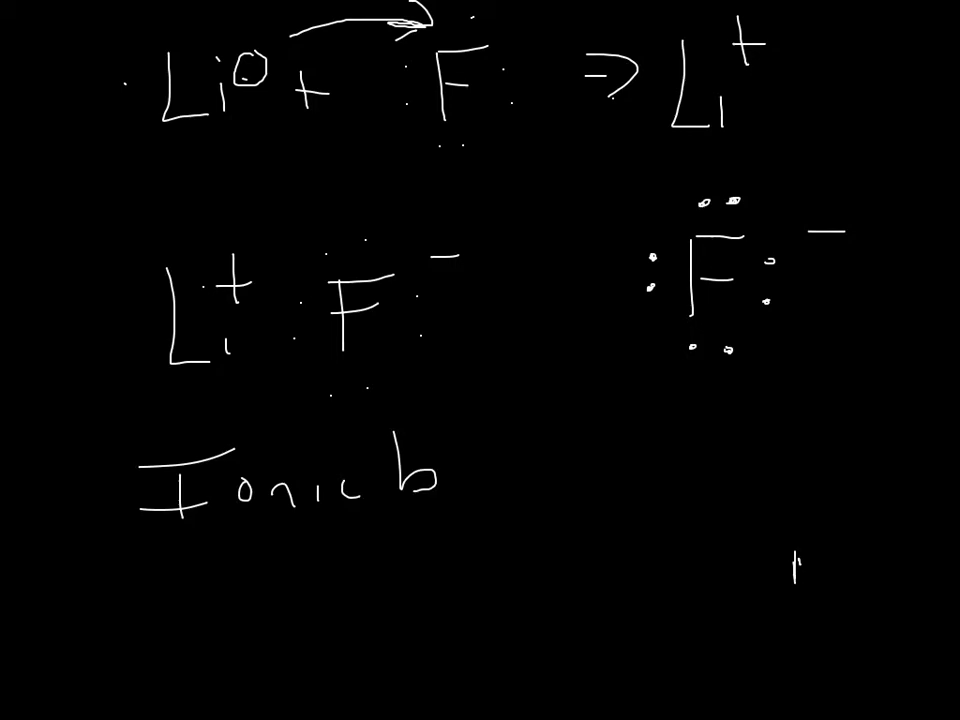 Li + F ⇒ Li⁺
F⁻
Li⁺ F⁻
Ionic b